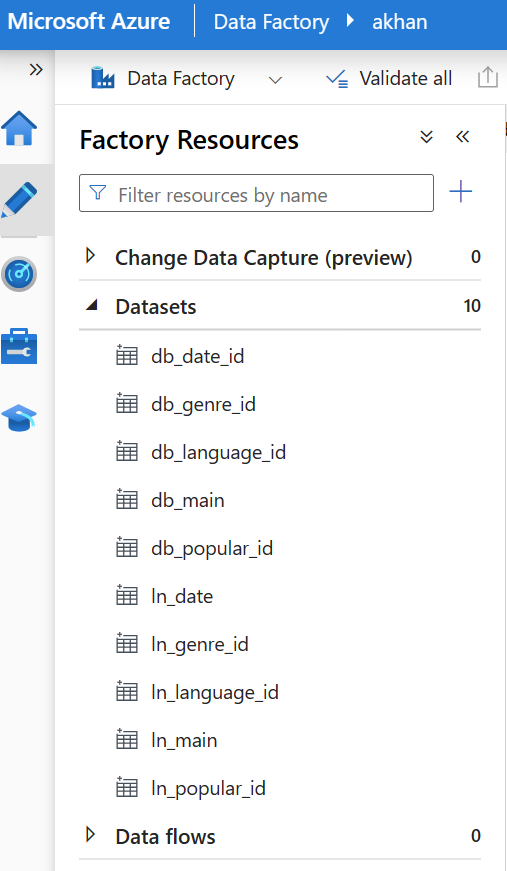 Microsoft Azure Data Factory akhan
Data Factory Validate all
Factory Resources
Filter resources by name
Change Data Capture (preview) 0
Datasets 10
db_date_id
db_genre_id
db_language_id
db_main
db_popular_id
ln_date
ln_genre_id
ln_language_id
ln_main
ln_popular_id
Data flows 0